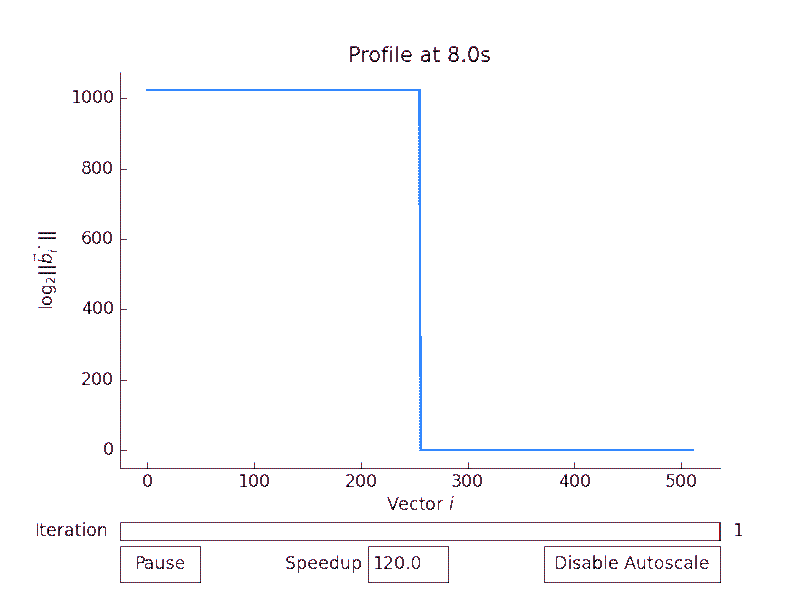 Profile at 8.0s
1000
800
600
400
200
0
log₂||b⃗ᵢ*||
0 100 200 300 400 500
Vector i
Iteration 1
Pause Speedup 120.0 Disable Autoscale